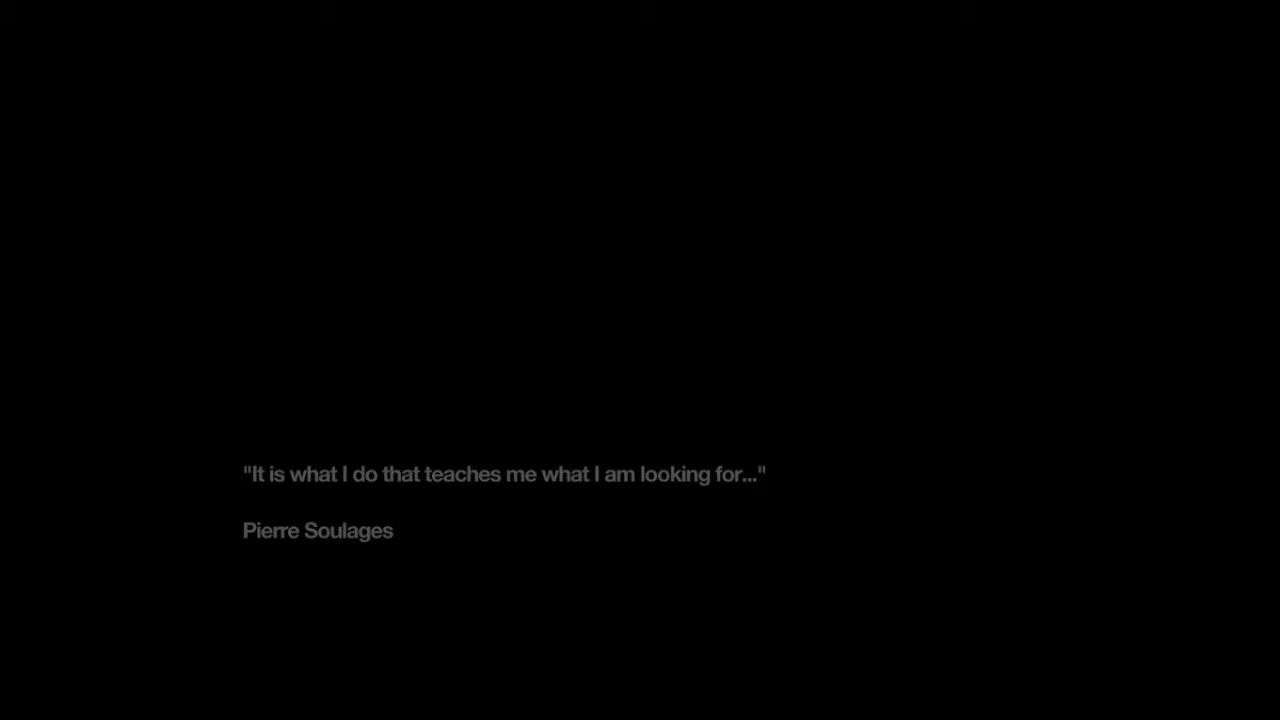 "It is what I do that teaches me what I am looking for..."
Pierre Soulages